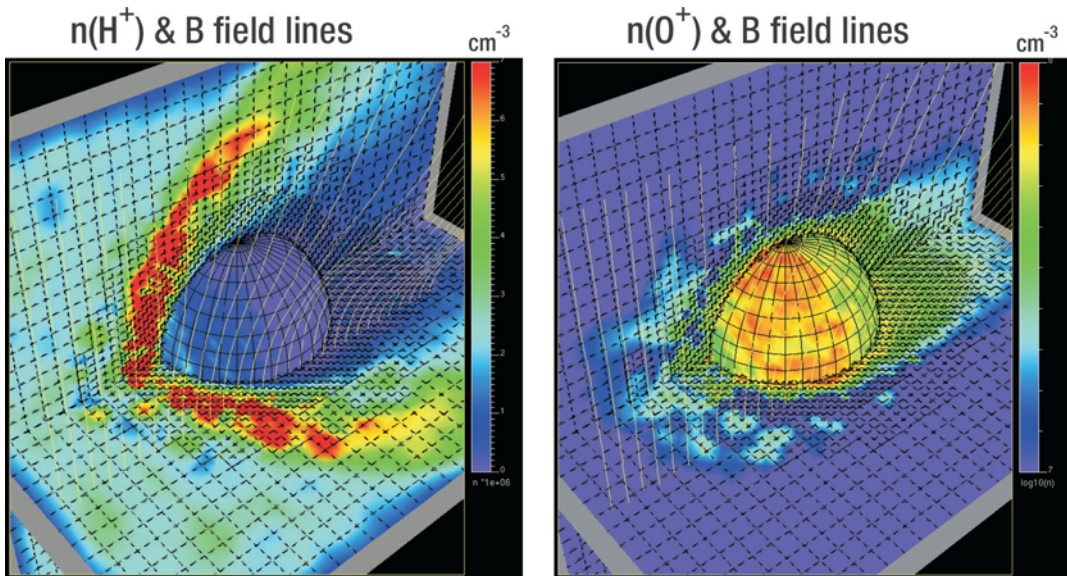 n(H⁺) & B field lines
cm⁻³
7
.6
.5
.4
.3
.2
.1
0
n *1e+06
n(O⁺) & B field lines
cm⁻³
8
7
log10(n)